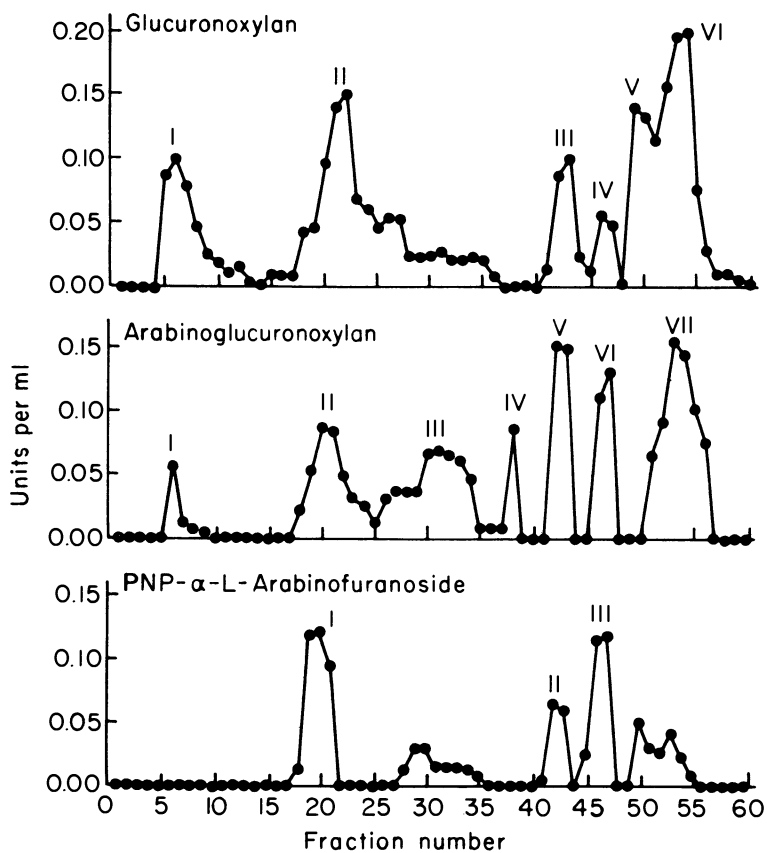 Glucuronoxylan
0.20
0.15
0.10
0.05
0.00
I
II
III
IV
V
VI
Arabinoglucuronoxylan
0.15
0.10
0.05
0.00
I
II
III
IV
V
VI
VII
Units per ml
PNP-α-L-Arabinofuranoside
0.15
0.10
0.05
0.00
I
II
III
0 5 10 15 20 25 30 35 40 45 50 55 60
Fraction number